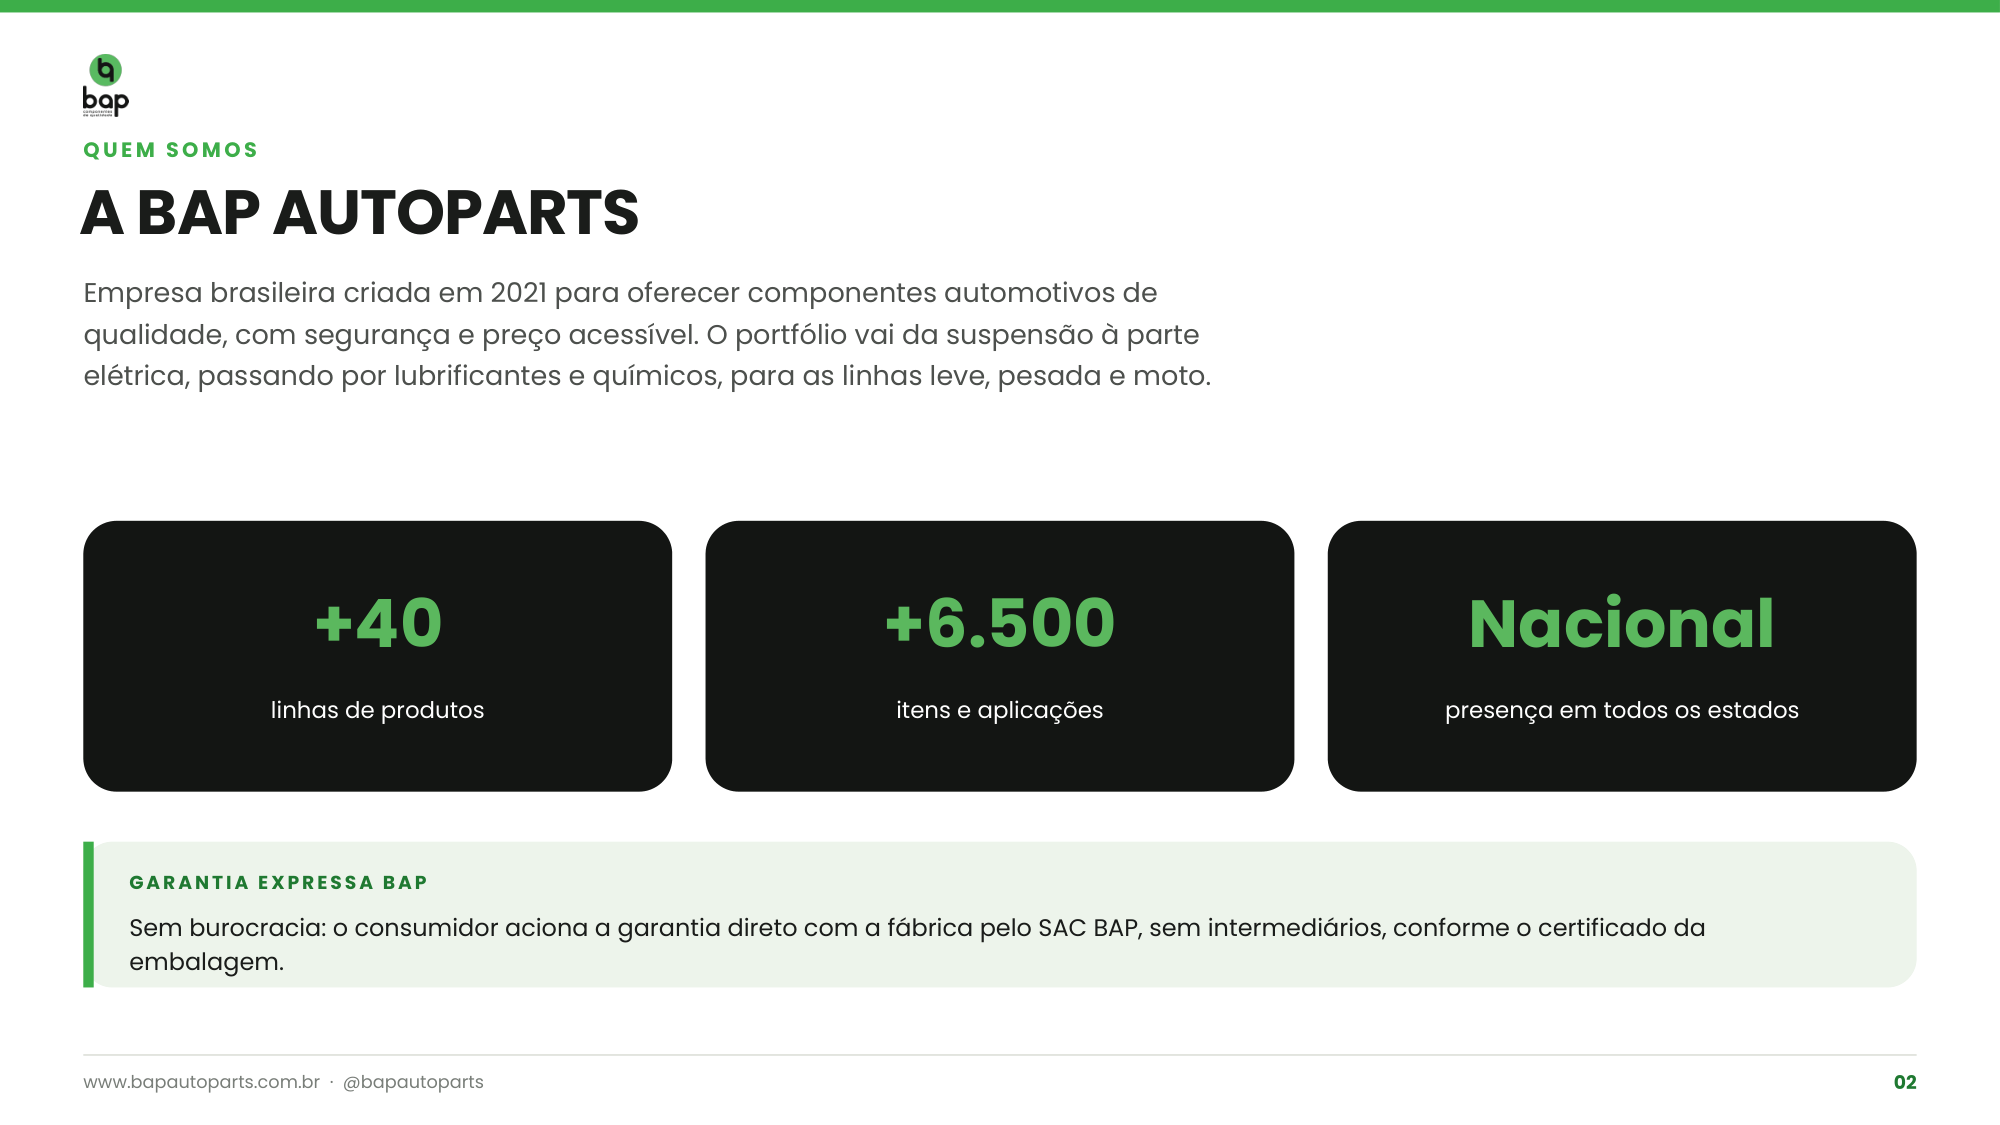 bap
componentes
de qualidade
QUEM SOMOS
A BAP AUTOPARTS
Empresa brasileira criada em 2021 para oferecer componentes automotivos de
qualidade, com segurança e preço acessível. O portfólio vai da suspensão à parte
elétrica, passando por lubrificantes e químicos, para as linhas leve, pesada e moto.
+40
linhas de produtos
+6.500
itens e aplicações
Nacional
presença em todos os estados
GARANTIA EXPRESSA BAP
Sem burocracia: o consumidor aciona a garantia direto com a fábrica pelo SAC BAP, sem intermediários, conforme o certificado da
embalagem.
www.bapautoparts.com.br · @bapautoparts
02